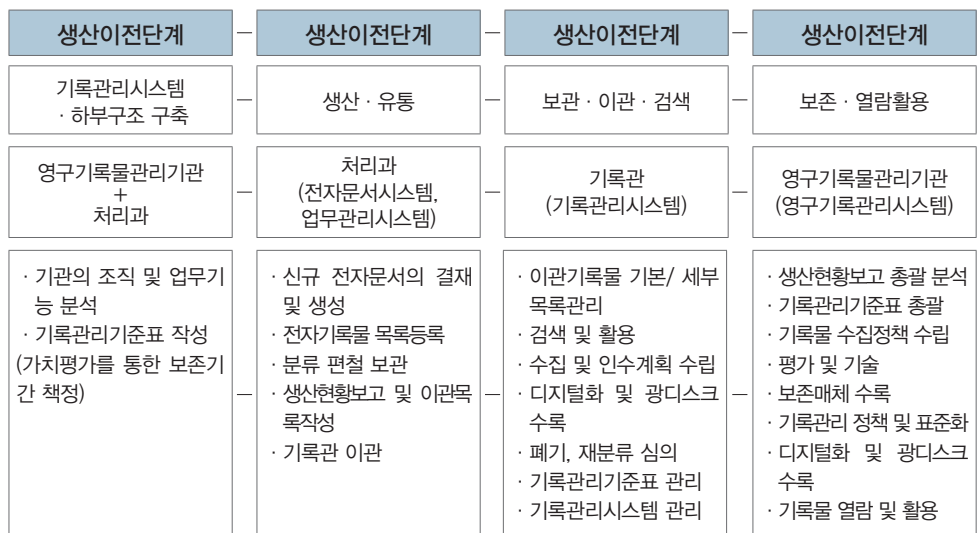 생산이전단계
생산이전단계
생산이전단계
생산이전단계
기록관리시스템
· 하부구조 구축
생산 · 유통
보관 · 이관 · 검색
보존 · 열람활용
영구기록물관리기관
+
처리과
처리과
(전자문서시스템,
업무관리시스템)
기록관
(기록관리시스템)
영구기록물관리기관
(영구기록관리시스템)
· 기관의 조직 및 업무기
능 분석
· 기록관리기준표 작성
(가치평가를 통한 보존기
간 책정)
· 신규 전자문서의 결재
및 생성
· 전자기록물 목록등록
· 분류 편철 보관
· 생산현황보고 및 이관목
록작성
· 기록관 이관
· 이관기록물 기본/ 세부
목록관리
· 검색 및 활용
· 수집 및 인수계획 수립
· 디지털화 및 광디스크
수록
· 폐기, 재분류 심의
· 기록관리기준표 관리
· 기록관리시스템 관리
· 생산현황보고 총괄 분석
· 기록관리기준표 총괄
· 기록물 수집정책 수립
· 평가 및 기술
· 보존매체 수록
· 기록관리 정책 및 표준화
· 디지털화 및 광디스크
수록
· 기록물 열람 및 활용